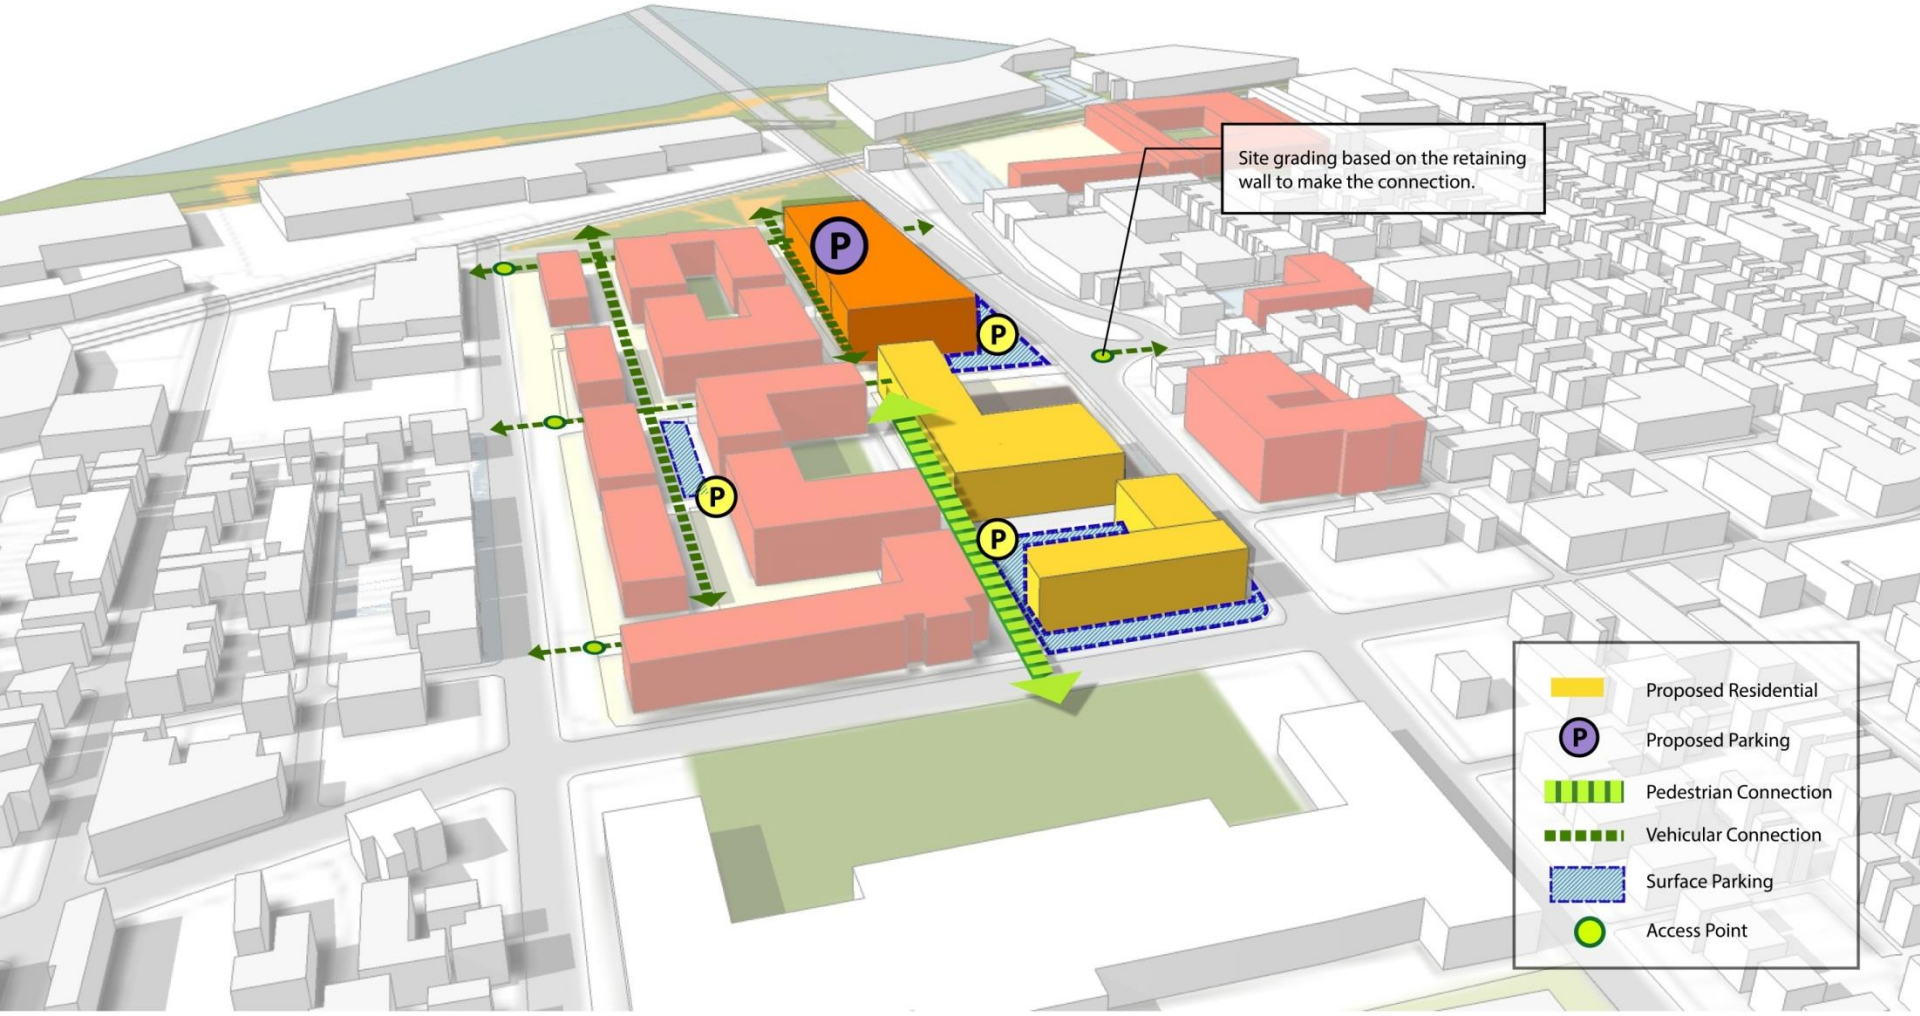 P
Site grading based on the retaining
wall to make the connection.
P
P
P
Proposed Residential
P Proposed Parking
Pedestrian Connection
Vehicular Connection
Surface Parking
Access Point